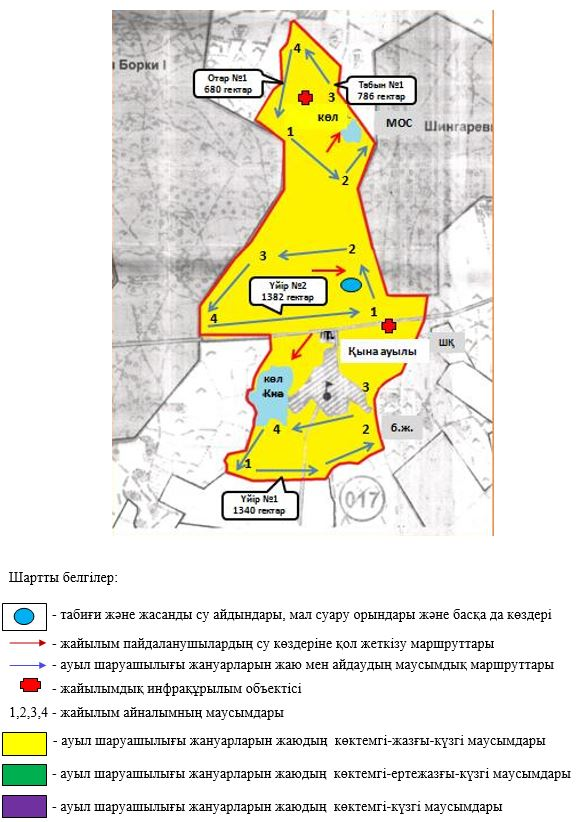 Борки I
4
Отар №1
680 гектар
Табын №1
786 гектар
3
көл
МОС
1
Шингаре
2
2
3
Үйір №2
1382 гектар
1
4
Қына ауылы
ШҚ
көл
3
4
2
б.ж.
1
Үйір №1
1340 гектар
017
Шартты белгілер:
- табиғи және жасанды су айдындары, мал суару орындары және басқа да көздері
- жайылым пайдаланушылардың су көздеріне қол жеткізу маршруттары
- ауыл шаруашылығы жануарларын жаю мен айдаудың маусымдық маршруттары
- жайылымдық инфрақұрылым объектісі
1,2,3,4 - жайылым айналымның маусымдары
- ауыл шаруашылығы жануарларын жаюдың көктемгі-жазғы-күзгі маусымдары
- ауыл шаруашылығы жануарларын жаюдың көктемгі-ертежазғы-күзгі маусымдары
- ауыл шаруашылығы жануарларын жаюдың көктемгі-күзгі маусымдары